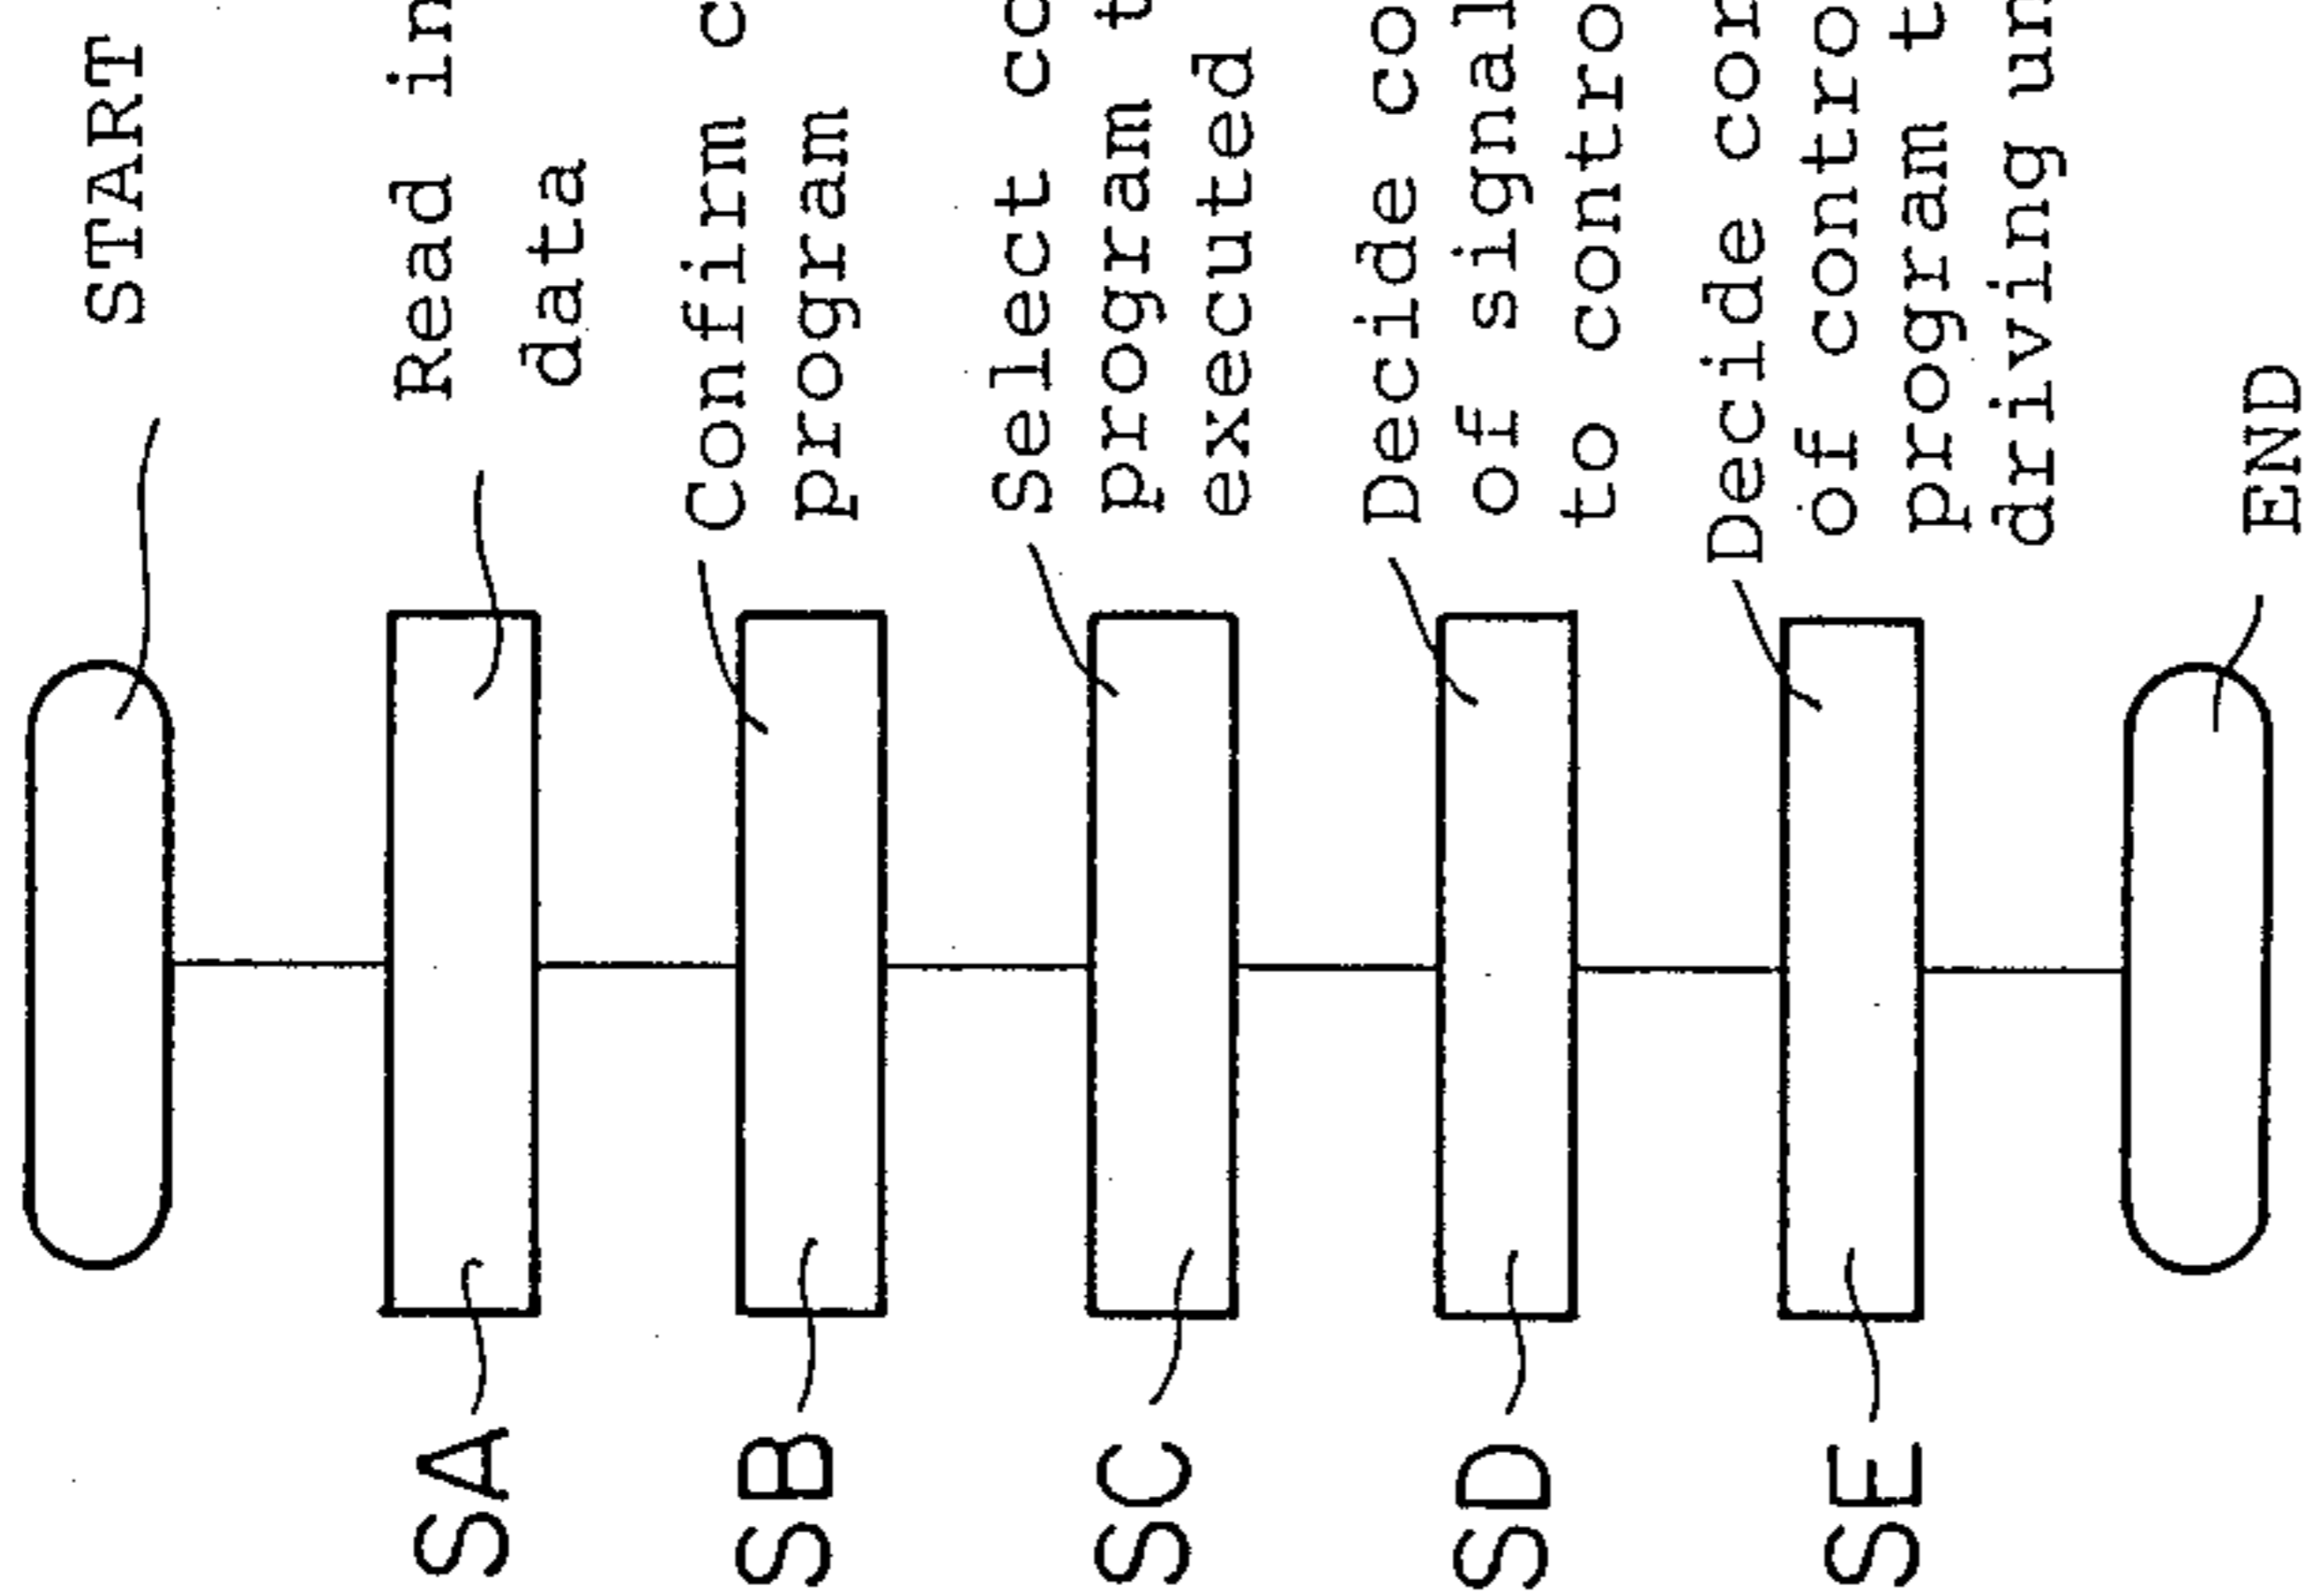 START
SA
Read in
data
SB
Confirm c
program
SC
Select co
program t
executed
SD
Decide co
of signal
to contro
SE
Decide con
of contro
program t
driving un
END